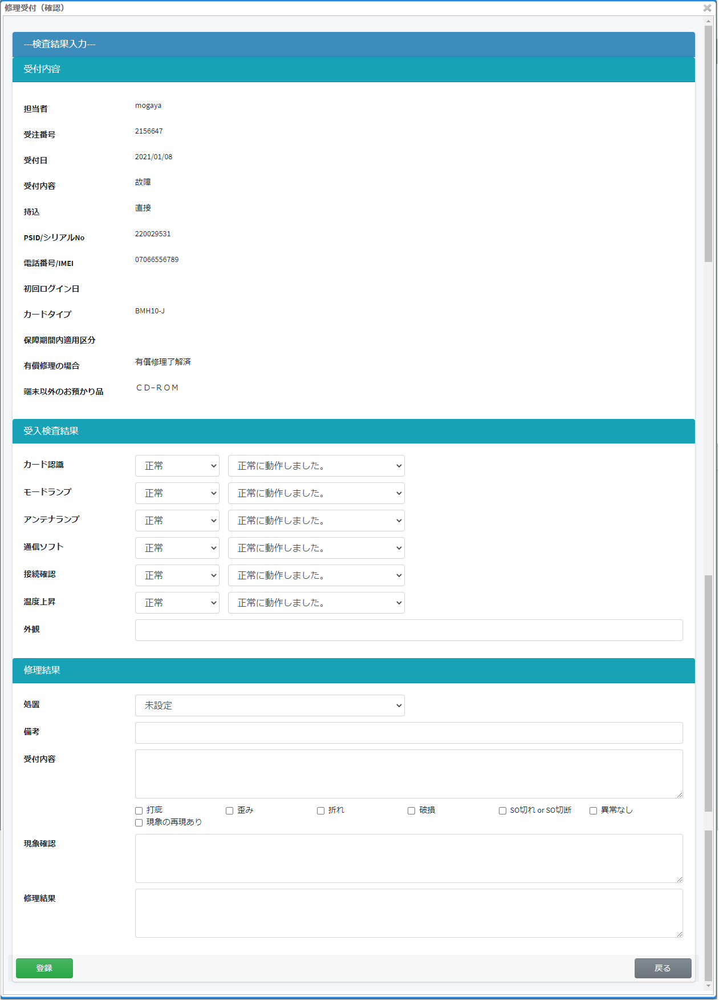 修理受付（確認）
---検査結果入力---
受付内容
担当者 mogaya
受注番号 2156647
受付日 2021/01/08
受付内容 故障
持込 直接
PSID/シリアルNo 220029531
電話番号/IMEI 07066556789
初回ログイン日
カードタイプ BMH10-J
保障期間内適用区分
有償修理の場合 有償修理了解済
端末以外のお預かり品 ＣＤ−ＲＯＭ
受入検査結果
カード認識 正常 正常に動作しました。
モードランプ 正常 正常に動作しました。
アンテナランプ 正常 正常に動作しました。
通信ソフト 正常 正常に動作しました。
接続確認 正常 正常に動作しました。
温度上昇 正常 正常に動作しました。
外観
修理結果
処置 未設定
備考
受付内容
打疵 歪み 折れ 破損 SO切れ or SO切断 異常なし
現象の再現あり
現象確認
修理結果
登録 戻る